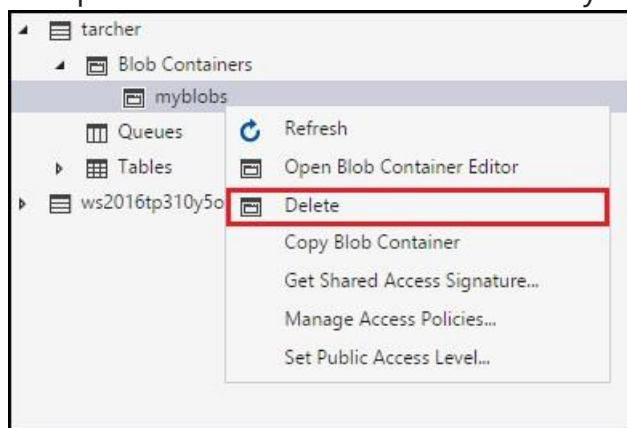 tarcher
Blob Containers
myblobs
Queues
Tables
ws2016tp310y5o
Refresh
Open Blob Container Editor
Delete
Copy Blob Container
Get Shared Access Signature...
Manage Access Policies...
Set Public Access Level...